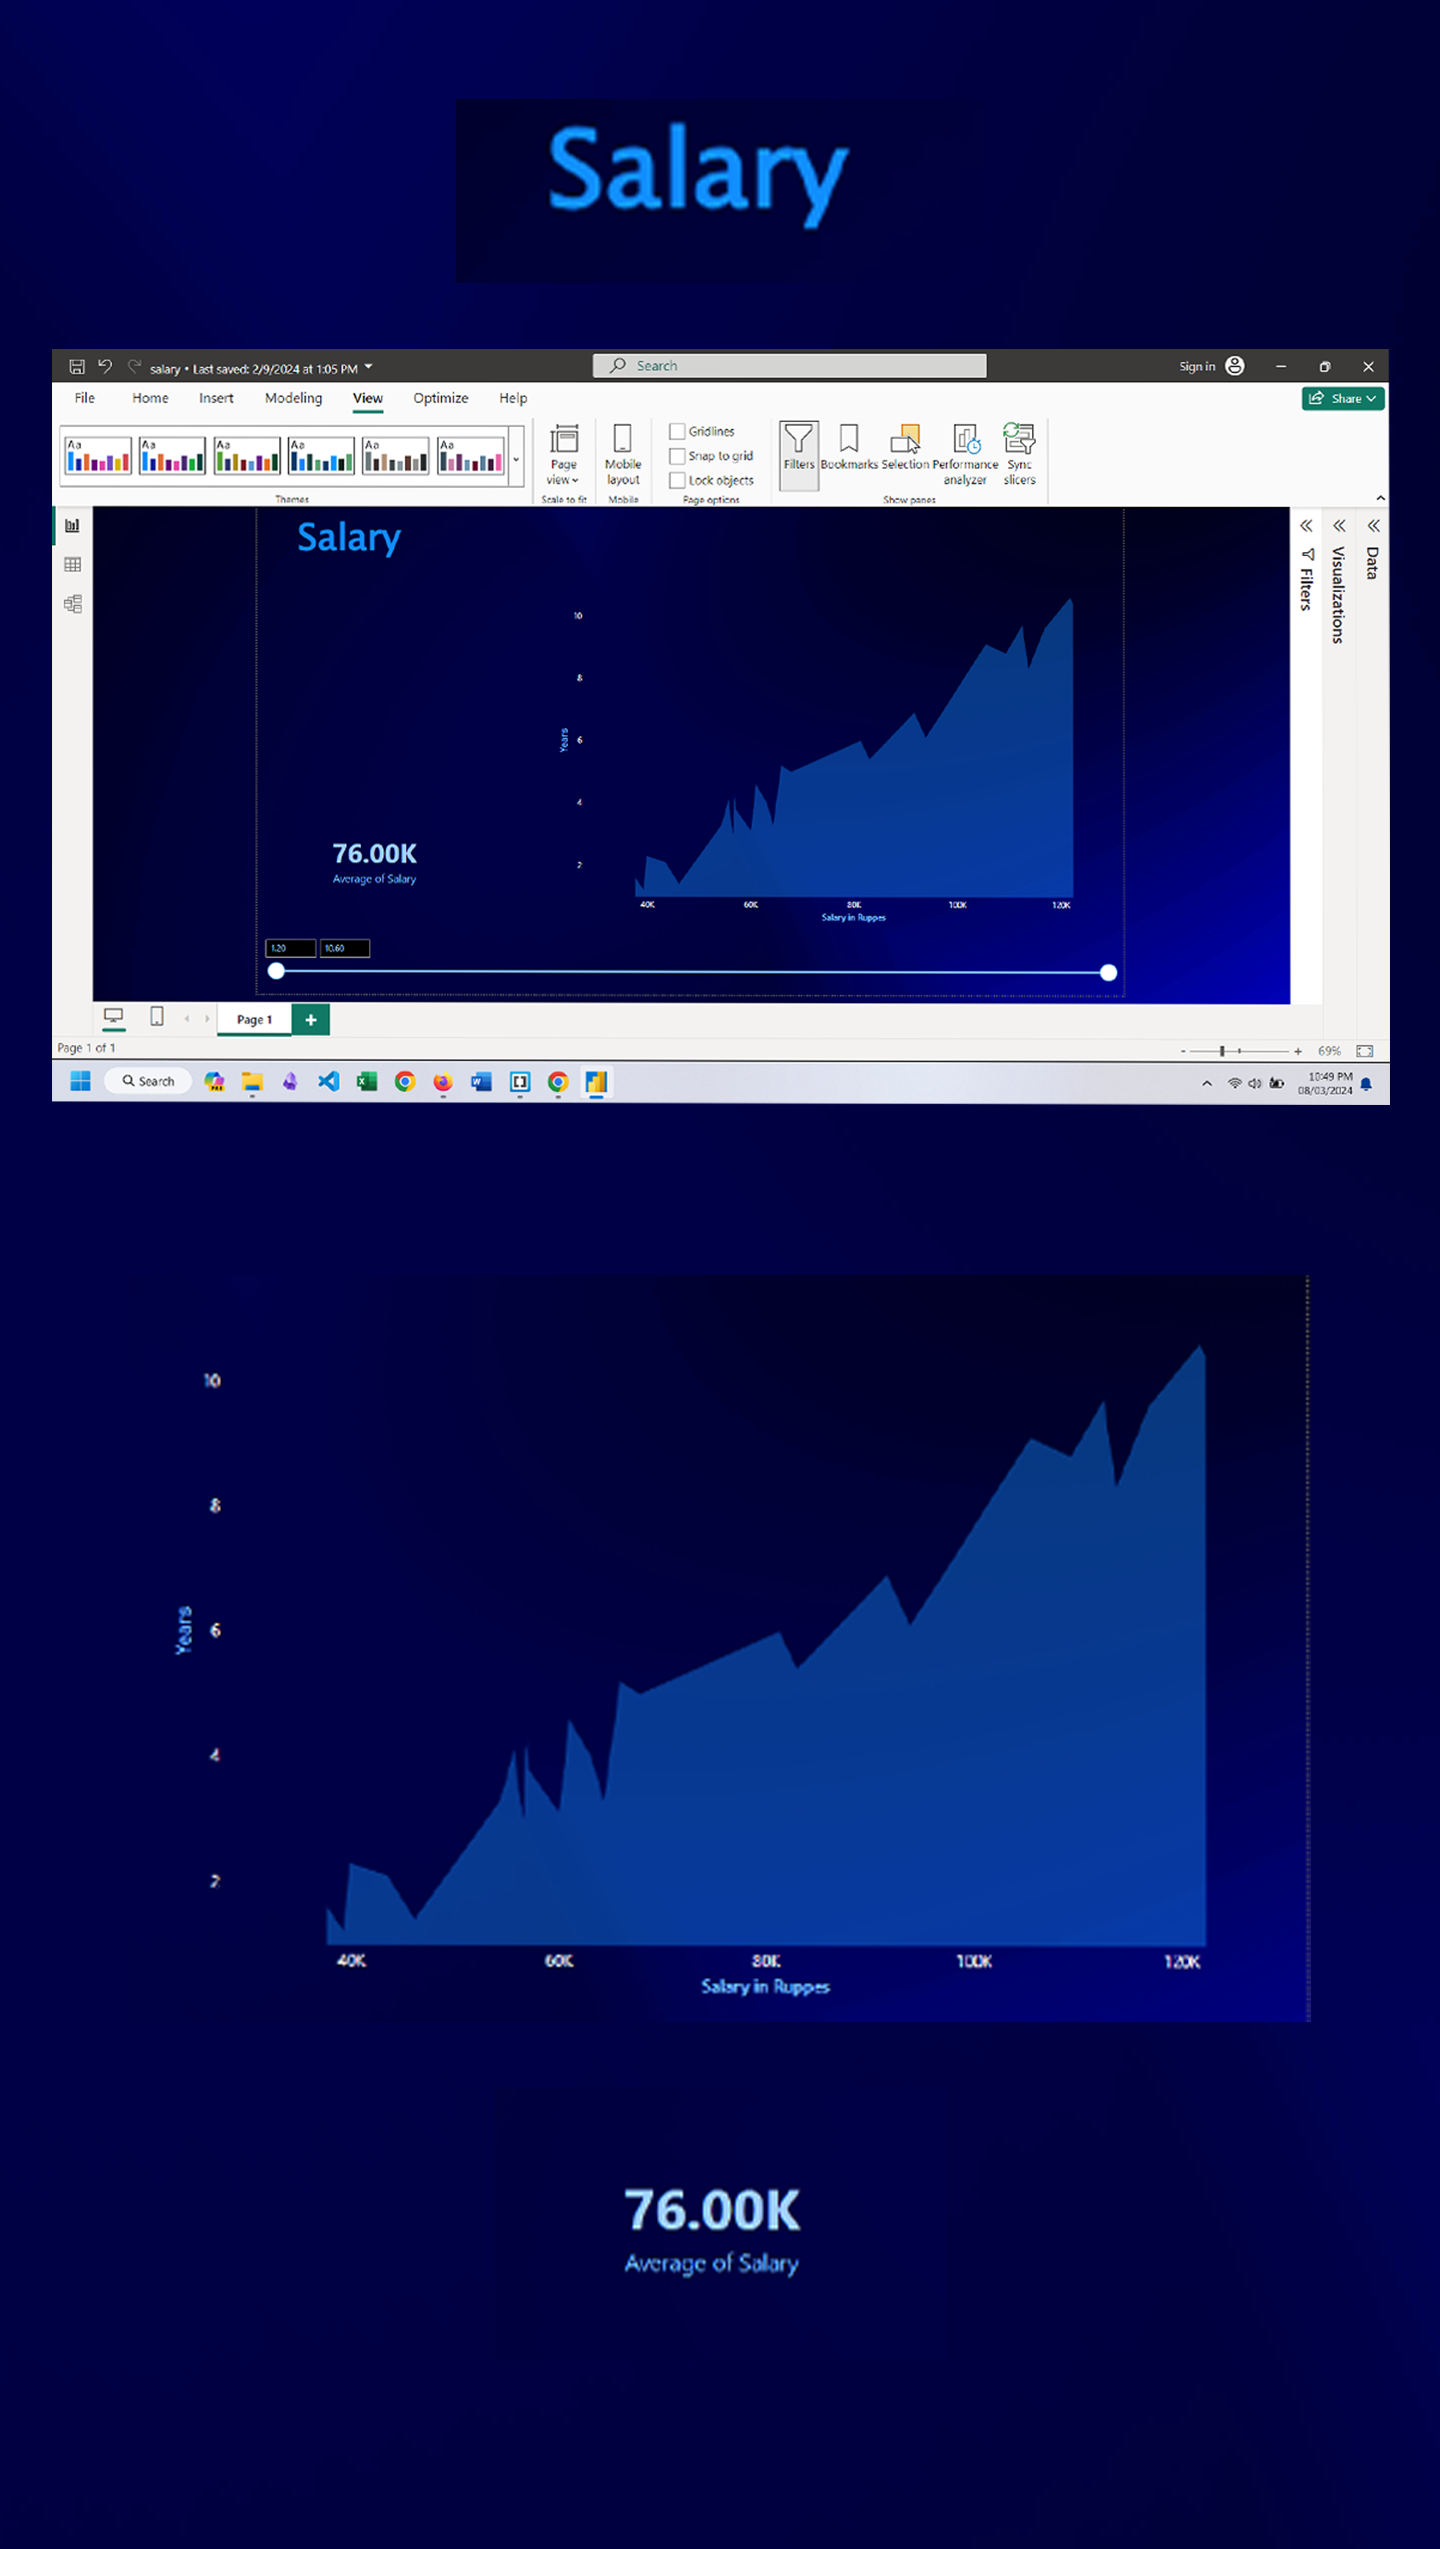 Salary
salary • Last saved: 2/9/2024 at 1:05 PM
Search
Sign in
File Home Insert Modeling View Optimize Help
Share
Aa Aa Aa Aa Aa Aa
Themes
Page view
Scale to fit
Mobile layout
Mobile
Gridlines
Snap to grid
Lock objects
Page options
Filters
Bookmarks
Selection
Performance analyzer
Sync slicers
Show panes
Salary
10
8
6
4
2
Years
40K 60K 80K 100K 120K
Salary in Ruppes
76.00K
Average of Salary
1.20 10.60
Filters
Visualizations
Data
Page 1
+
Page 1 of 1
- + 69%
Search
10:49 PM
08/03/2024
10
8
6
4
2
Years
40K 60K 80K 100K 120K
Salary in Ruppes
76.00K
Average of Salary